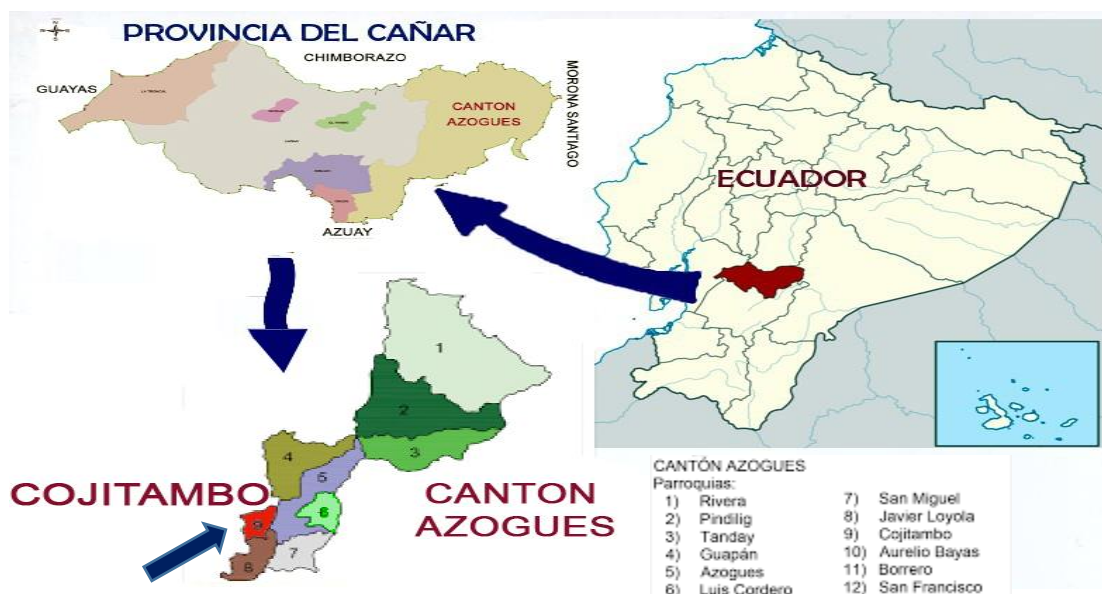 PROVINCIA DEL CAÑAR
CHIMBORAZO
GUAYAS
MORONA SANTIAGO
CANTON
AZOGUES
AZUAY
ECUADOR
1
2
3
4
5
6
7
8
9
COJITAMBO
CANTON
AZOGUES
CANTÓN AZOGUES
Parroquias:
1) Rivera
2) Pindilig
3) Tanday
4) Guapán
5) Azogues
6) Luis Cordero
7) San Miguel
8) Javier Loyola
9) Cojitambo
10) Aurelio Bayas
11) Borrero
12) San Francisco